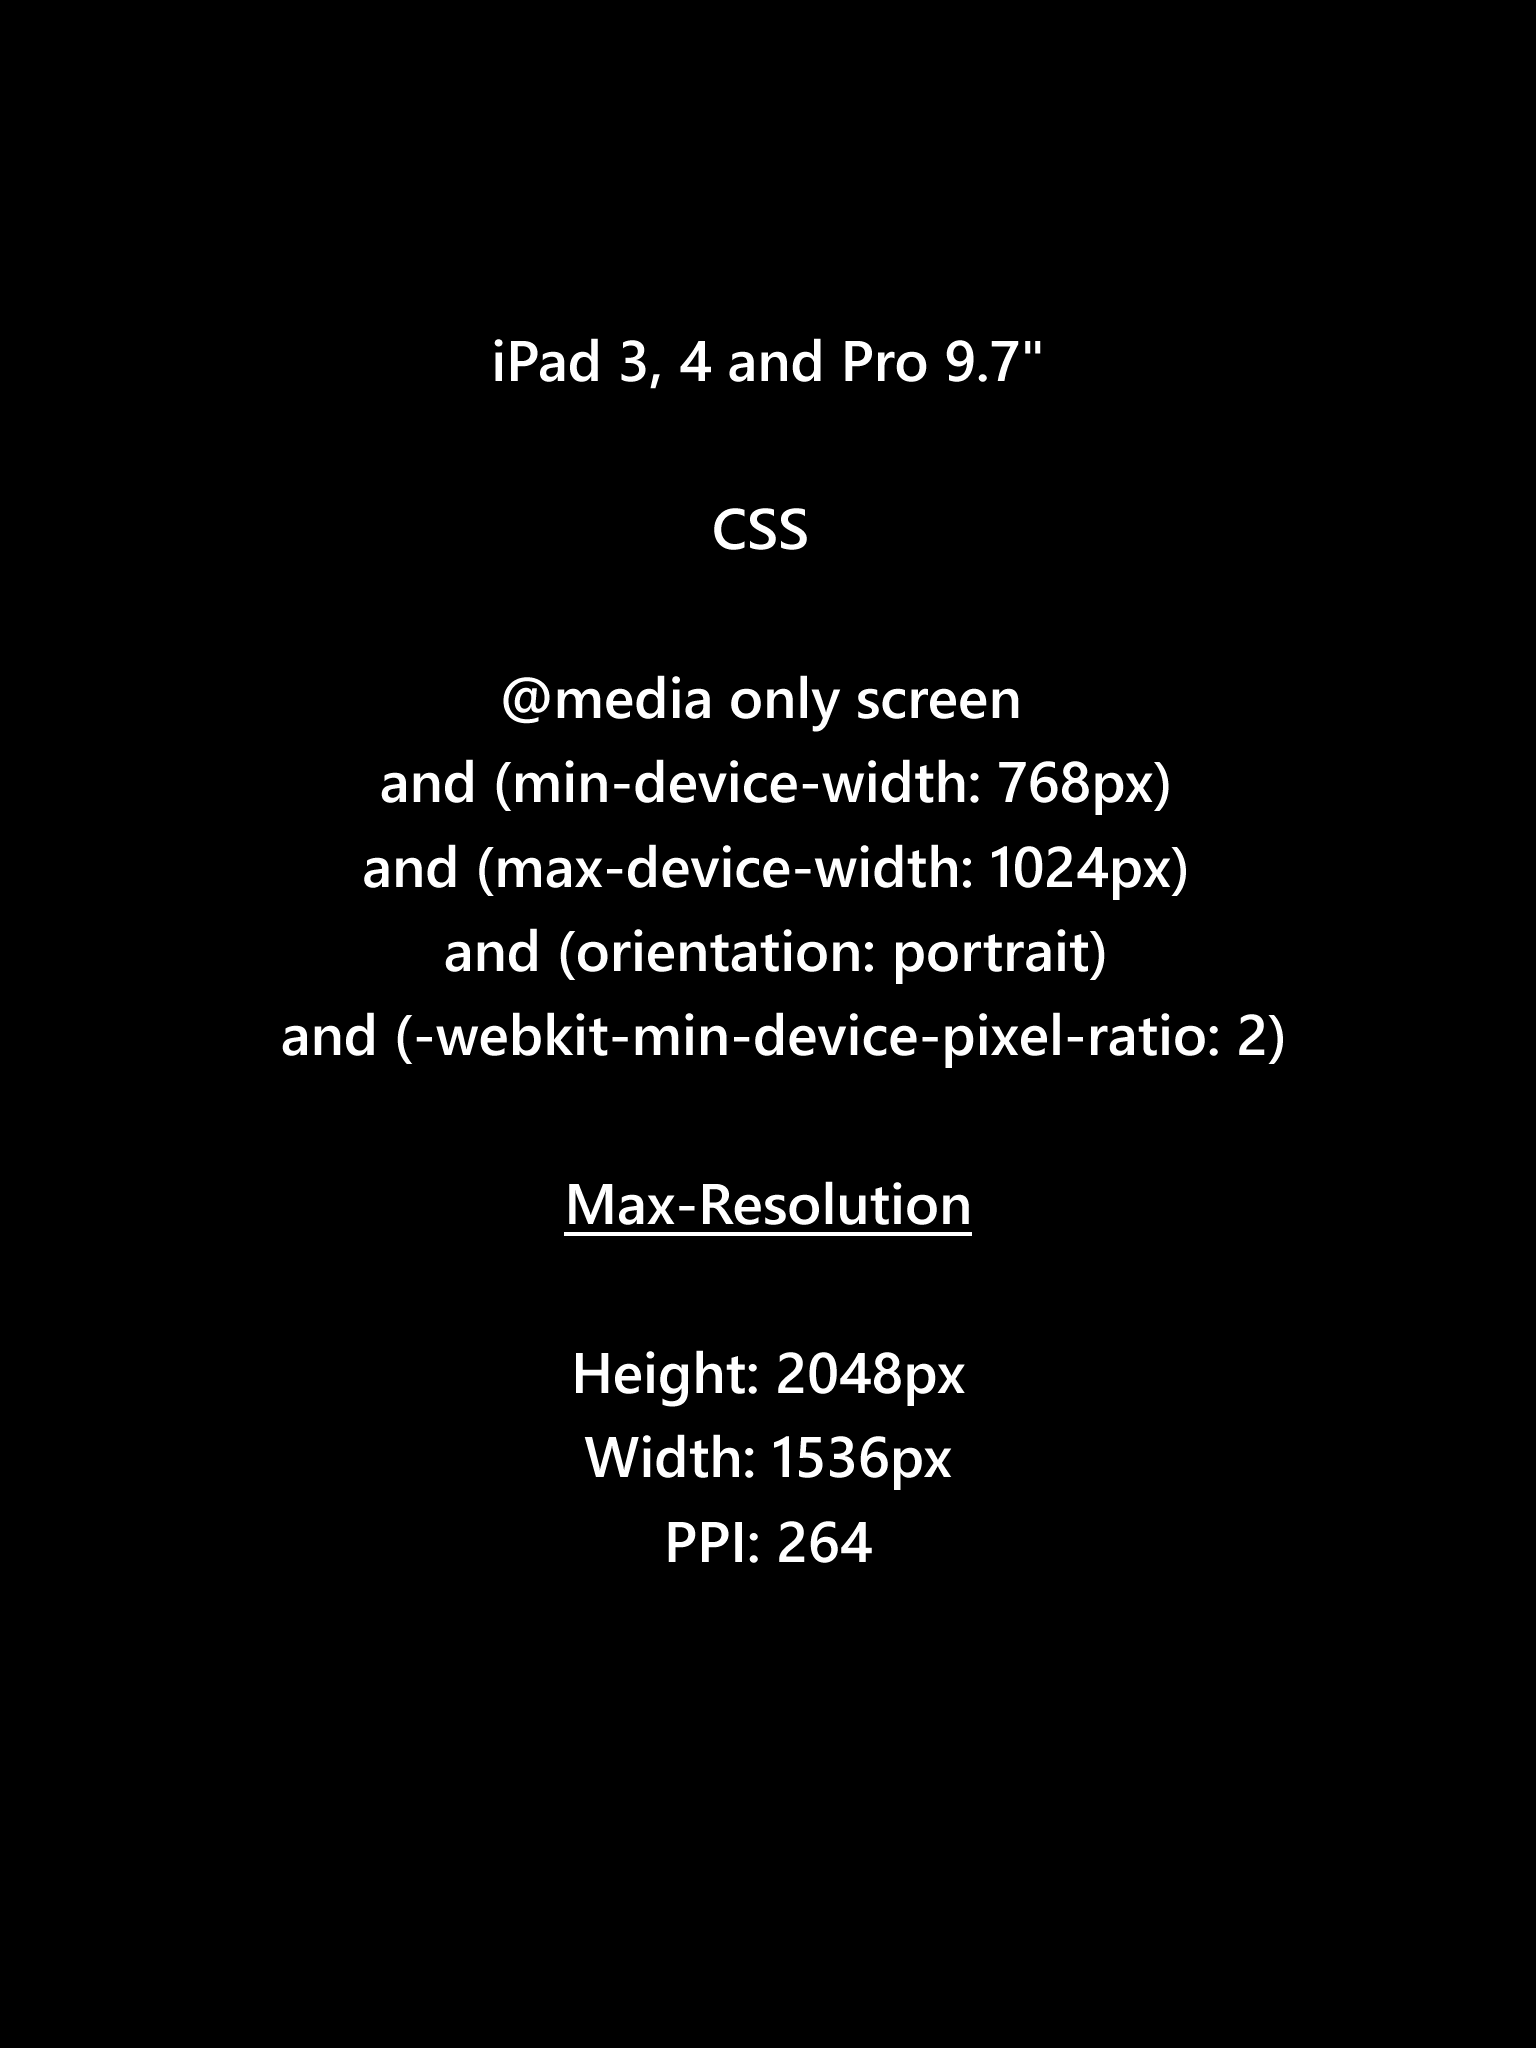 iPad 3, 4 and Pro 9.7"
CSS
@media only screen
and (min-device-width: 768px)
and (max-device-width: 1024px)
and (orientation: portrait)
and (-webkit-min-device-pixel-ratio: 2)
Max-Resolution
Height: 2048px
Width: 1536px
PPI: 264